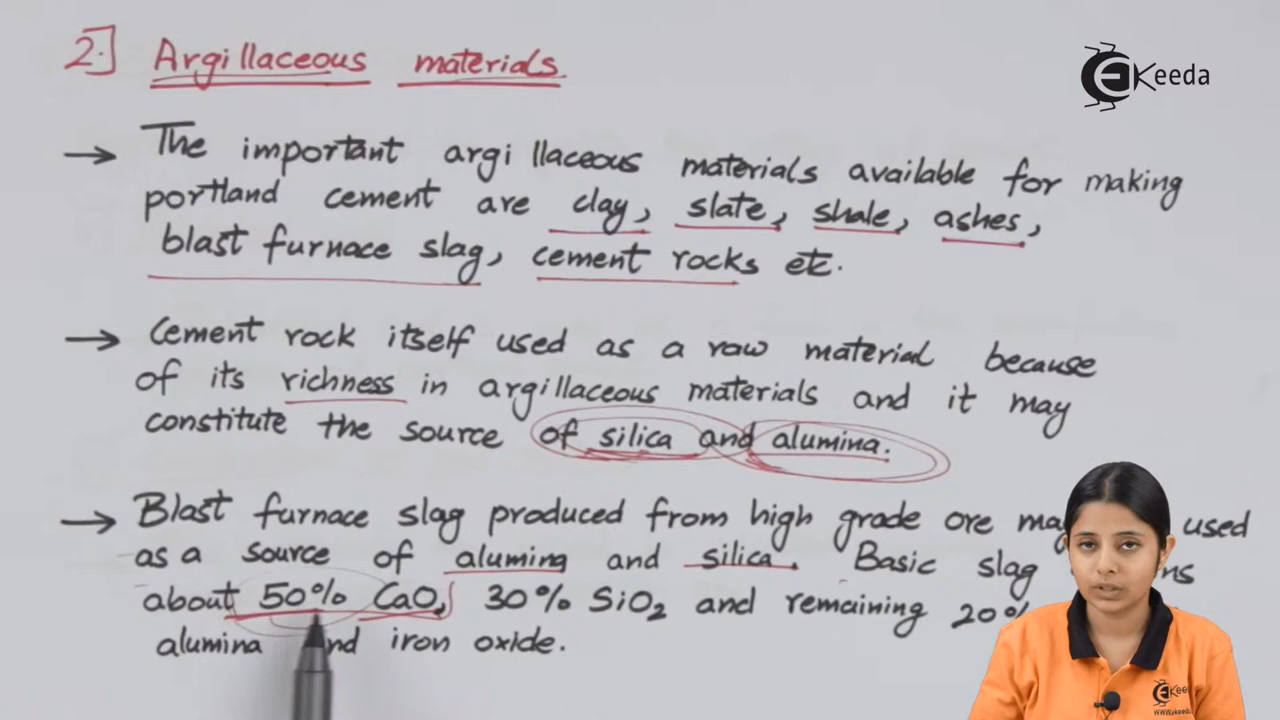 2.] Argillaceous materials
Keeda
→ The important argillaceous materials available for making
portland cement are clay, slate, shale, ashes,
blast furnace slag, cement rocks etc.
→ Cement rock itself used as a raw material because
of its richness in argillaceous materials and it may
constitute the source of silica and alumina.
→ Blast furnace slag produced from high grade ore used
as a source of alumina and silica. Basic slag
about 50% CaO, 30% SiO2 and remaining 20%
alumina and iron oxide.